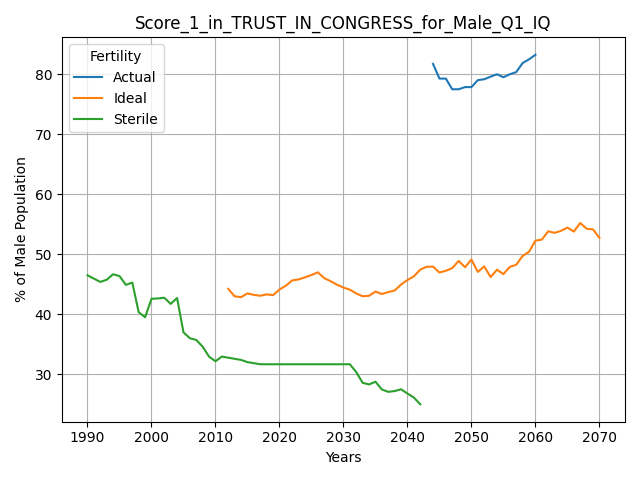 Score_1_in_TRUST_IN_CONGRESS_for_Male_Q1_IQ
Fertility
Actual
Ideal
Sterile
% of Male Population
80
70
60
50
40
30
1990 2000 2010 2020 2030 2040 2050 2060 2070
Years